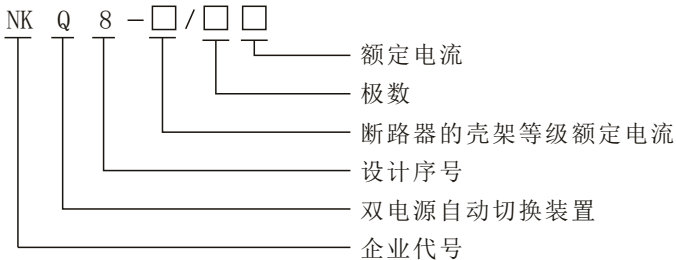 NK Q 8-□/□□
额定电流
极数
断路器的壳架等级额定电流
设计序号
双电源自动切换装置
企业代号